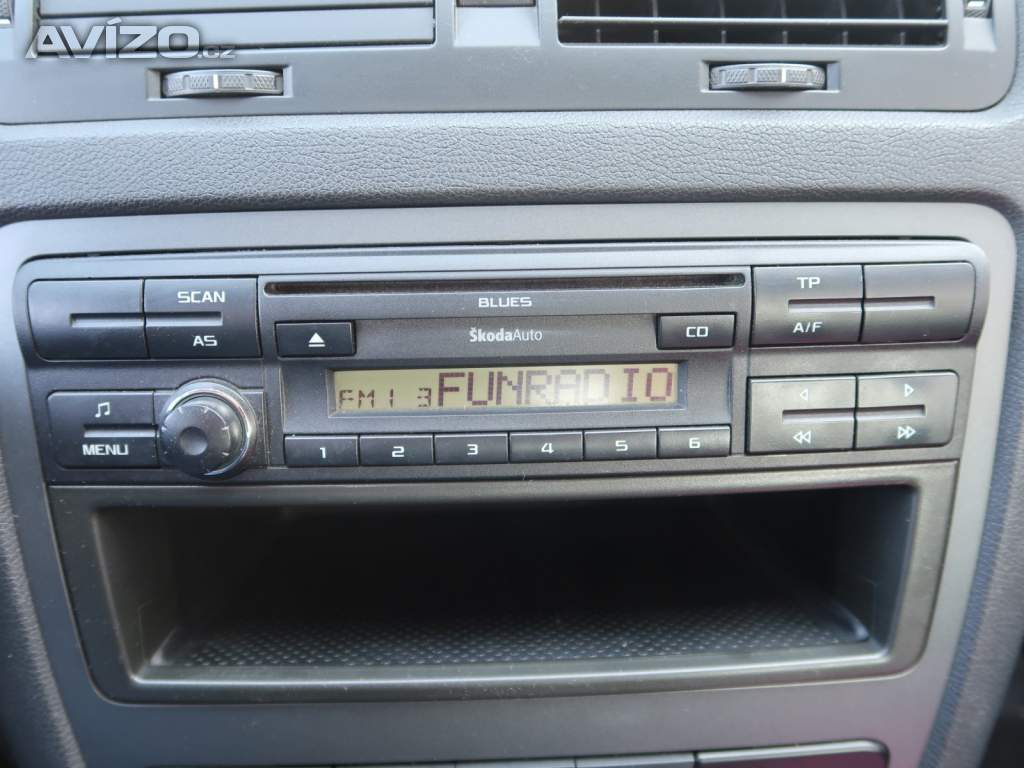 AVÍZO.cz
SCAN
AS
BLUES
ŠkodaAuto
CD
TP
A/F
FM1 3 FUNRADIO
MENU
1 2 3 4 5 6